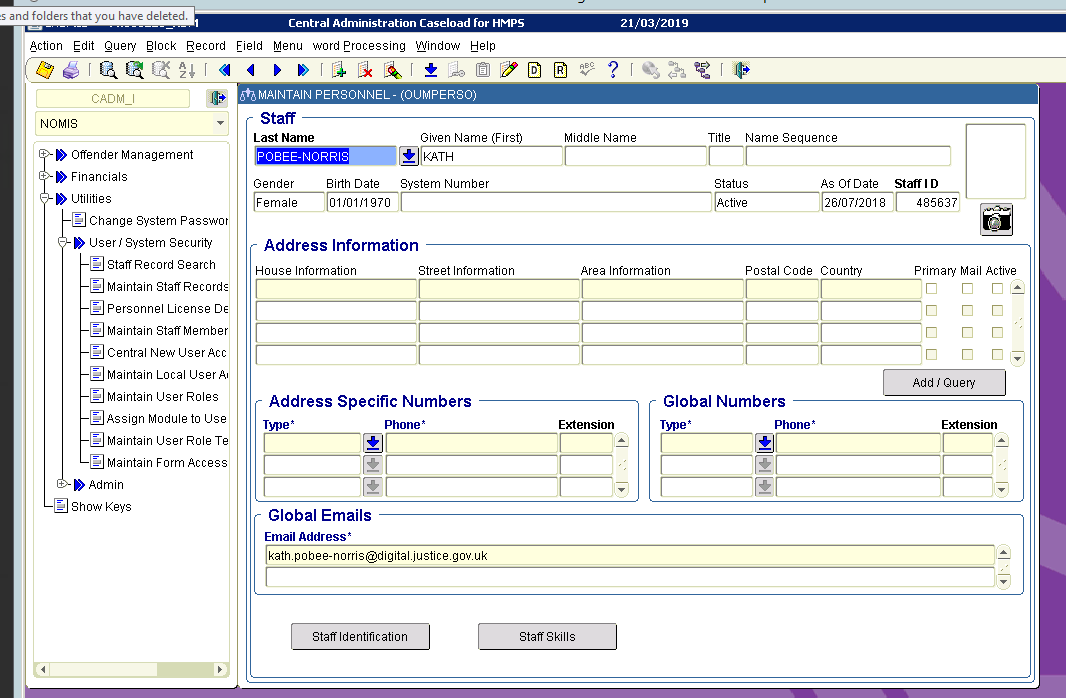 s and folders that you have deleted.
Central Administration Caseload for HMPS 21/03/2019
Action Edit Query Block Record Field Menu word Processing Window Help
CADM_I
NOMIS
Offender Management
Financials
Utilities
Change System Passwor
User / System Security
Staff Record Search
Maintain Staff Records
Personnel License De
Maintain Staff Member
Central New User Acc
Maintain Local User A
Maintain User Roles
Assign Module to Use
Maintain User Role Te
Maintain Form Access
Admin
Show Keys
MAINTAIN PERSONNEL - (OUMPERSO)
Staff
Last Name Given Name (First) Middle Name Title Name Sequence
POBEE-NORRIS KATH
Gender Birth Date System Number Status As Of Date Staff ID
Female 01/01/1970 Active 26/07/2018 485637
Address Information
House Information Street Information Area Information Postal Code Country Primary Mail Active
Add / Query
Address Specific Numbers
Type* Phone* Extension
Global Numbers
Type* Phone* Extension
Global Emails
Email Address*
kath.pobee-norris@digital.justice.gov.uk
Staff Identification Staff Skills